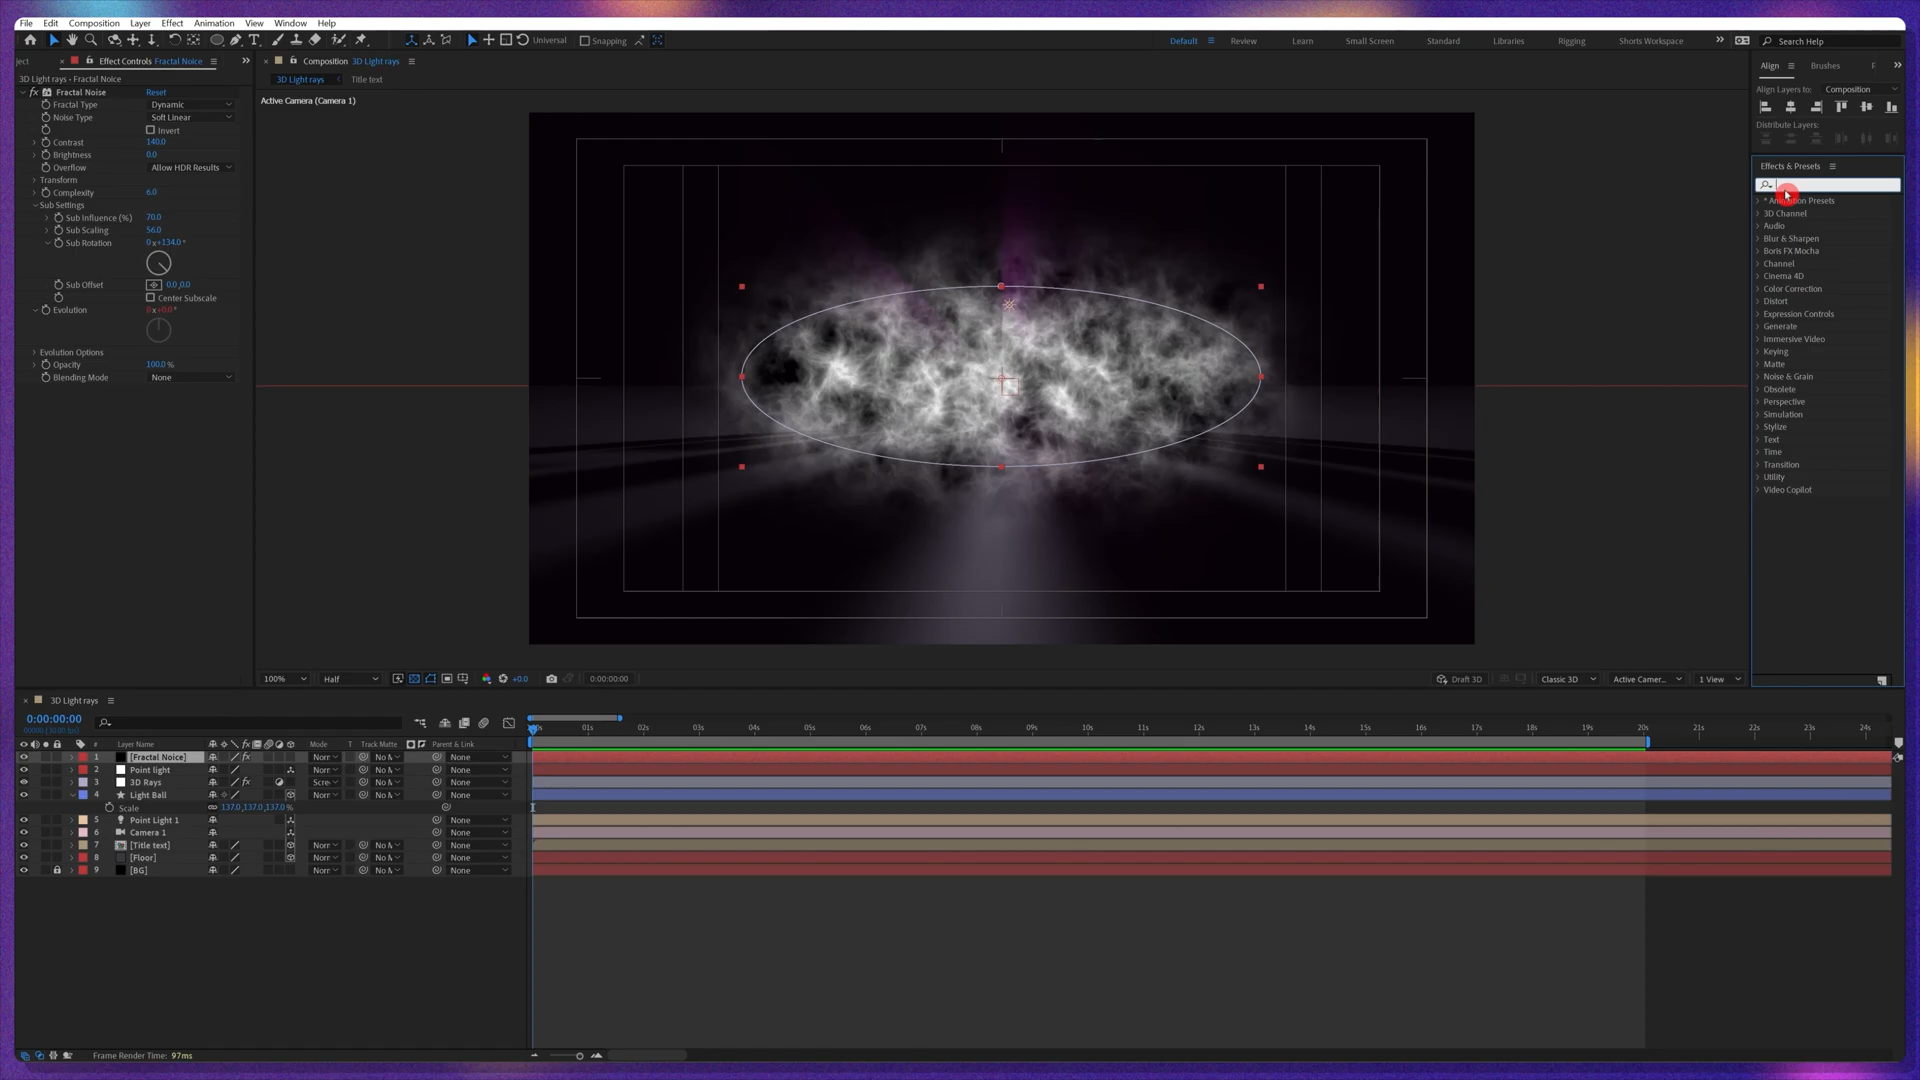 File Edit Composition Layer Effect Animation View Window Help
Universal Snapping
Default Review Learn Small Screen Standard Libraries Rigging Shorts Workspace
Search Help
ject Effect Controls Fractal Noice
3D Light rays • Fractal Noice
fx Fractal Noise Reset
Fractal Type Dynamic
Noise Type Soft Linear
Invert
Contrast 140.0
Brightness 0.0
Overflow Allow HDR Results
Transform
Complexity 6.0
Sub Settings
Sub Influence (%) 70.0
Sub Scaling 56.0
Sub Rotation 0x+134.0°
Sub Offset 0.0,0.0
Center Subscale
Evolution 0x+0.0°
Evolution Options
Opacity 100.0 %
Blending Mode None
Composition 3D Light rays
3D Light rays Title text
Active Camera (Camera 1)
100% Half +0.0 0:00:00:00 Draft 3D Classic 3D Active Camer... 1 View
Align Brushes F
Align Layers to: Composition
Distribute Layers:
Effects & Presets
* Animation Presets
3D Channel
Audio
Blur & Sharpen
Boris FX Mocha
Channel
Cinema 4D
Color Correction
Distort
Expression Controls
Generate
Immersive Video
Keying
Matte
Noise & Grain
Obsolete
Perspective
Simulation
Stylize
Text
Time
Transition
Utility
Video Copilot
3D Light rays
0:00:00:00
00000 (30.00 fps)
01s 02s 03s 04s 05s 06s 07s 08s 09s 10s 11s 12s 13s 14s 15s 16s 17s 18s 19s 20s 21s 22s 23s 24s
# Layer Name Mode T Track Matte Parent & Link
1 [Fractal Noice] Norr No M None
2 Point light Norr No M None
3 3D Rays Scre No M None
4 Light Ball Norr No M None
Scale 137.0,137.0,137.0 %
5 Point Light 1 None
6 Camera 1 None
7 [Title text] Norr No M None
8 [Floor] Norr No M None
9 [BG] Norr No M None
Frame Render Time: 97ms